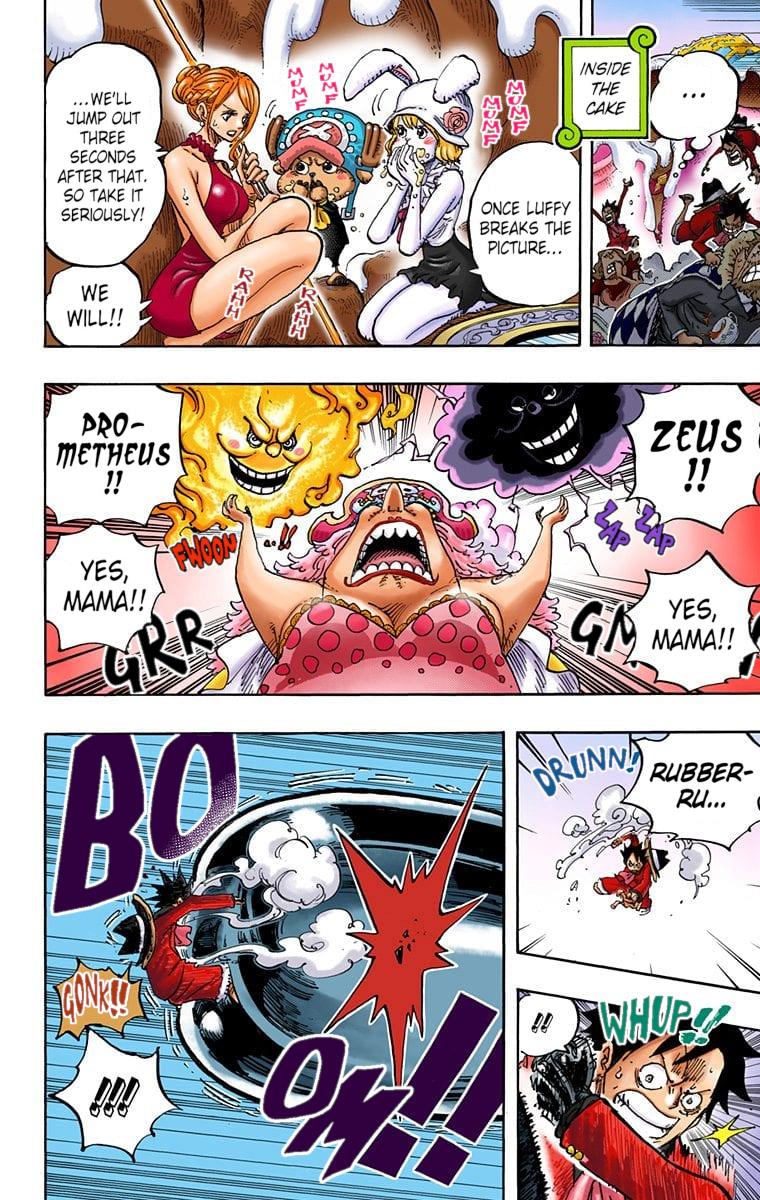 ...
INSIDE
THE
CAKE
ONCE LUFFY
BREAKS THE
PICTURE...
MUMF
MUMF
MUMF
MUMF
...WE'LL
JUMP OUT
THREE
SECONDS
AFTER THAT.
SO TAKE IT
SERIOUSLY!
RAHH
RAHH
WE
WILL!!
ZEUS
!!
ZAP
ZAP
YES,
MAMA!!
PRO-
METHEUS
!!
FWOON
...!!
YES,
MAMA!!
GRR
RUBBER-
RU...
DRUNN!
!!
WHUP!!
BO
OM!!
GONK!!
!!!